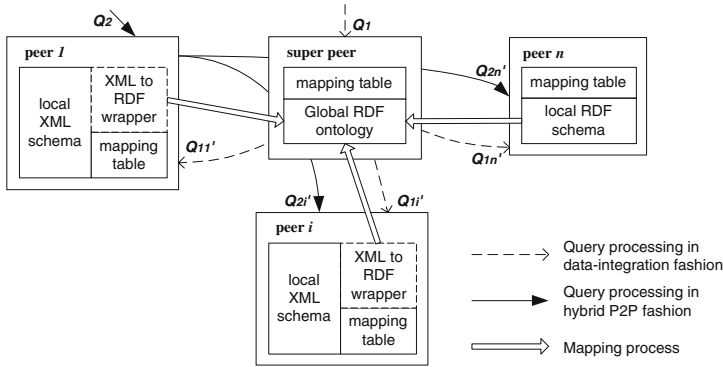 Q2
Q1
peer 1
local
XML
schema
XML to
RDF
wrapper
mapping
table
super peer
mapping table
Global RDF
ontology
peer n
mapping table
local RDF
schema
Q2n'
Q11'
Q1n'
Q2i'
Q1i'
peer i
local
XML
schema
XML to
RDF
wrapper
mapping
table
Query processing in
data-integration fashion
Query processing in
hybrid P2P fashion
Mapping process